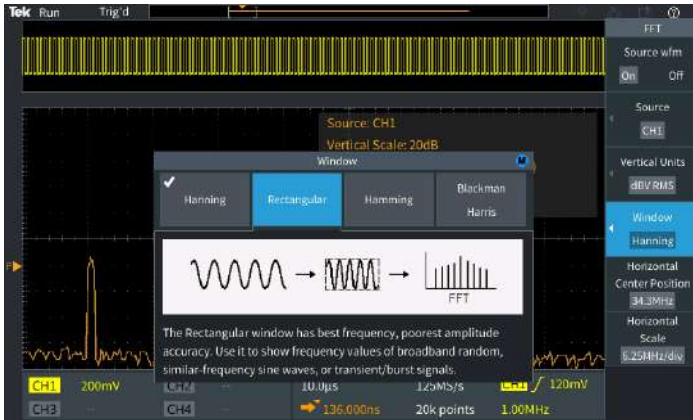 Tek Run Trig'd
FFT
Source wfm
On Off
Source
CH1
Vertical Units
dBV RMS
Window
Hanning
Horizontal
Center Position
34.3MHz
Horizontal
Scale
6.25MHz/div
Source: CH1
Vertical Scale: 20dB
Window
M
Hanning
Rectangular
Hamming
Blackman
Harris
FFT
The Rectangular window has best frequency, poorest amplitude
accuracy. Use it to show frequency values of broadband random,
similar-frequency sine waves, or transient/burst signals.
F
CH1 200mV CH2 -- 10.0µs 125MS/s CH1 120mV
CH3 -- CH4 -- 136.000ns 20k points 1.00MHz